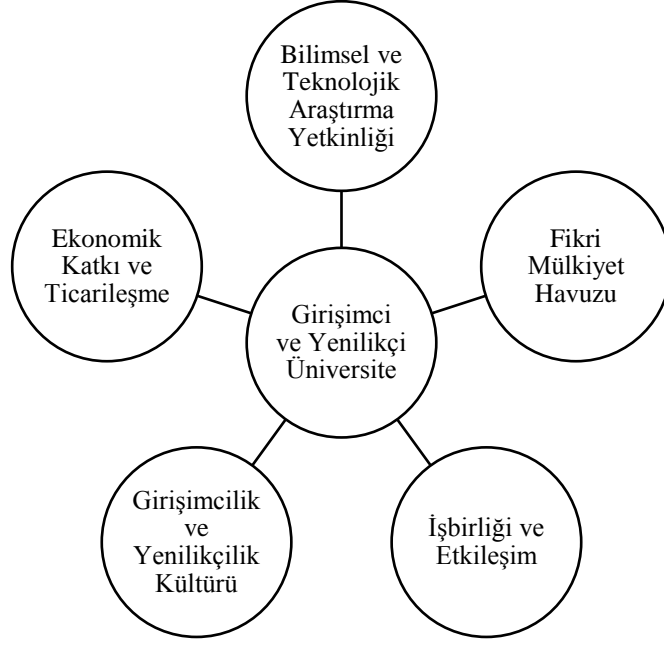 Bilimsel ve
Teknolojik
Araştırma
Yetkinliği
Ekonomik
Katkı ve
Ticarileşme
Fikri
Mülkiyet
Havuzu
Girişimci
ve Yenilikçi
Üniversite
Girişimcilik
ve
Yenilikçilik
Kültürü
İşbirliği ve
Etkileşim